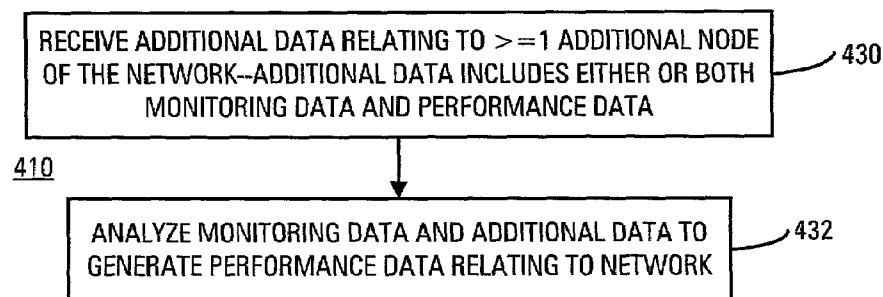 RECEIVE ADDITIONAL DATA RELATING TO >=1 ADDITIONAL NODE
OF THE NETWORK--ADDITIONAL DATA INCLUDES EITHER OR BOTH
MONITORING DATA AND PERFORMANCE DATA
430
410
ANALYZE MONITORING DATA AND ADDITIONAL DATA TO
GENERATE PERFORMANCE DATA RELATING TO NETWORK
432